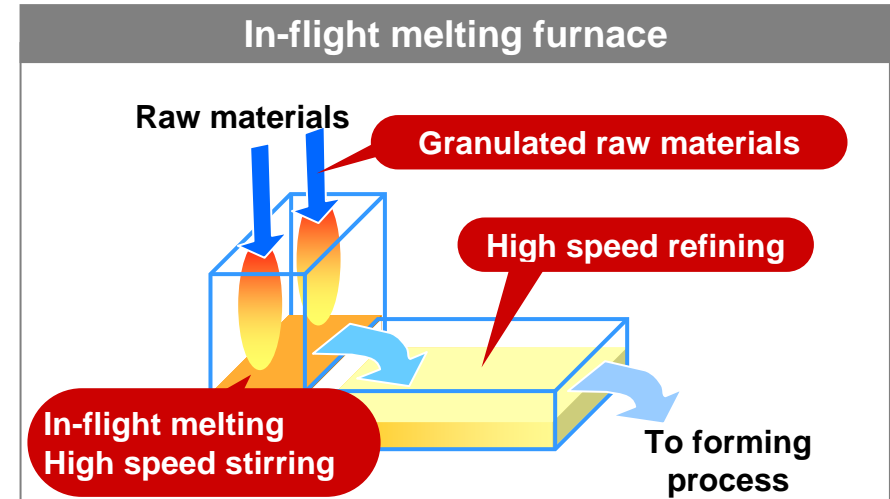 In-flight melting furnace
Raw materials
Granulated raw materials
High speed refining
In-flight melting
High speed stirring
To forming
process